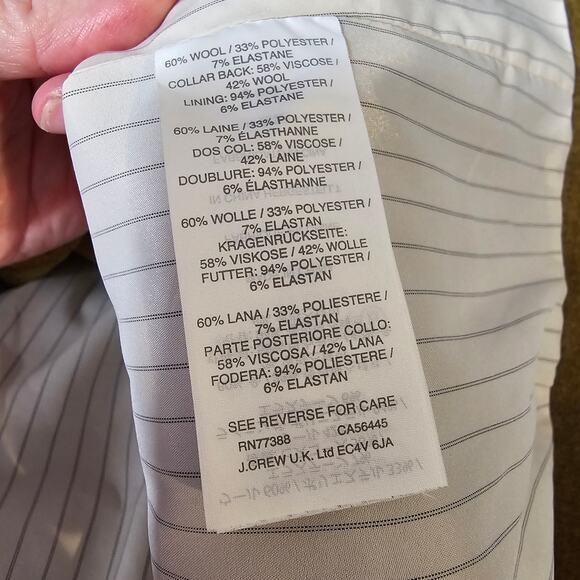 60% WOOL / 33% POLYESTER /
7% ELASTANE
COLLAR BACK: 58% VISCOSE /
42% WOOL
LINING: 94% POLYESTER /
6% ELASTANE
60% LAINE / 33% POLYESTER /
7% ÉLASTHANNE
DOS COL: 58% VISCOSE /
42% LAINE
DOUBLURE: 94% POLYESTER /
6% ÉLASTHANNE
60% WOLLE / 33% POLYESTER /
7% ELASTAN
KRAGENRÜCKSEITE:
58% VISKOSE / 42% WOLLE
FUTTER: 94% POLYESTER /
6% ELASTAN
60% LANA / 33% POLIESTERE /
7% ELASTAN
PARTE POSTERIORE COLLO:
58% VISCOSA / 42% LANA
FODERA: 94% POLIESTERE /
6% ELASTAN
SEE REVERSE FOR CARE
RN77388 CA56445
J.CREW U.K. Ltd EC4V 6JA